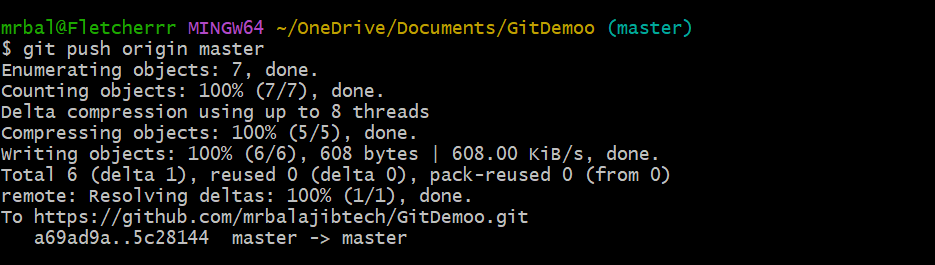 mrbal@Fletcherrr MINGW64 ~/OneDrive/Documents/GitDemoo (master)
$ git push origin master
Enumerating objects: 7, done.
Counting objects: 100% (7/7), done.
Delta compression using up to 8 threads
Compressing objects: 100% (5/5), done.
Writing objects: 100% (6/6), 608 bytes | 608.00 KiB/s, done.
Total 6 (delta 1), reused 0 (delta 0), pack-reused 0 (from 0)
remote: Resolving deltas: 100% (1/1), done.
To https://github.com/mrbalajibtech/GitDemoo.git
   a69ad9a..5c28144  master -> master